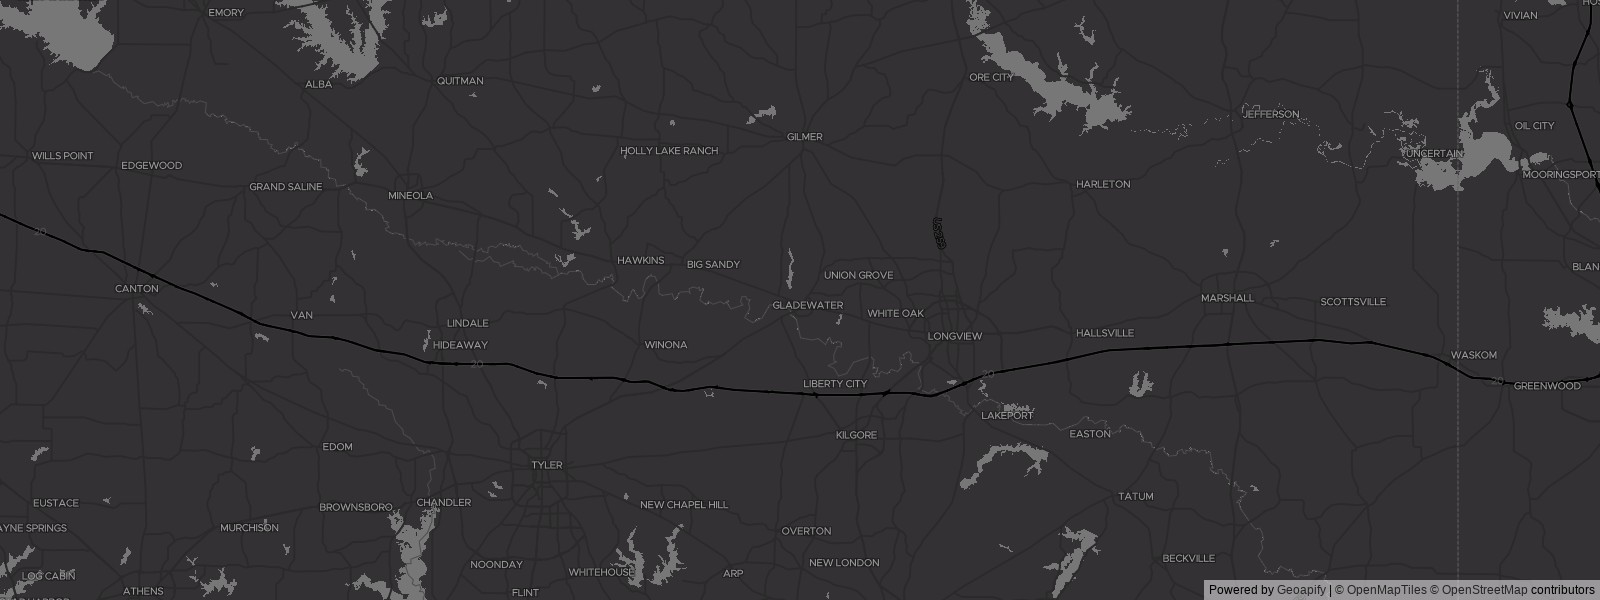 EMORY
VIVIAN
ALBA
QUITMAN
ORE CITY
JEFFERSON
OIL CITY
GILMER
HOLLY LAKE RANCH
WILLS POINT
EDGEWOOD
UNCERTAIN
MOORINGSPORT
GRAND SALINE
MINEOLA
HARLETON
20
HAWKINS
BIG SANDY
UNION GROVE
BLAN
CANTON
GLADEWATER
WHITE OAK
MARSHALL
SCOTTSVILLE
VAN
LINDALE
HIDEAWAY
WINONA
LONGVIEW
HALLSVILLE
WASKOM
20
20
20
LIBERTY CITY
GREENWOOD
LAKEPORT
KILGORE
EASTON
EDOM
TYLER
EUSTACE
BROWNSBORO
CHANDLER
NEW CHAPEL HILL
TATUM
AYNE SPRINGS
MURCHISON
OVERTON
NOONDAY
WHITEHOUSE
ARP
NEW LONDON
BECKVILLE
LOG CABIN
ATHENS
FLINT
Powered by Geoapify | © OpenMapTiles © OpenStreetMap contributors